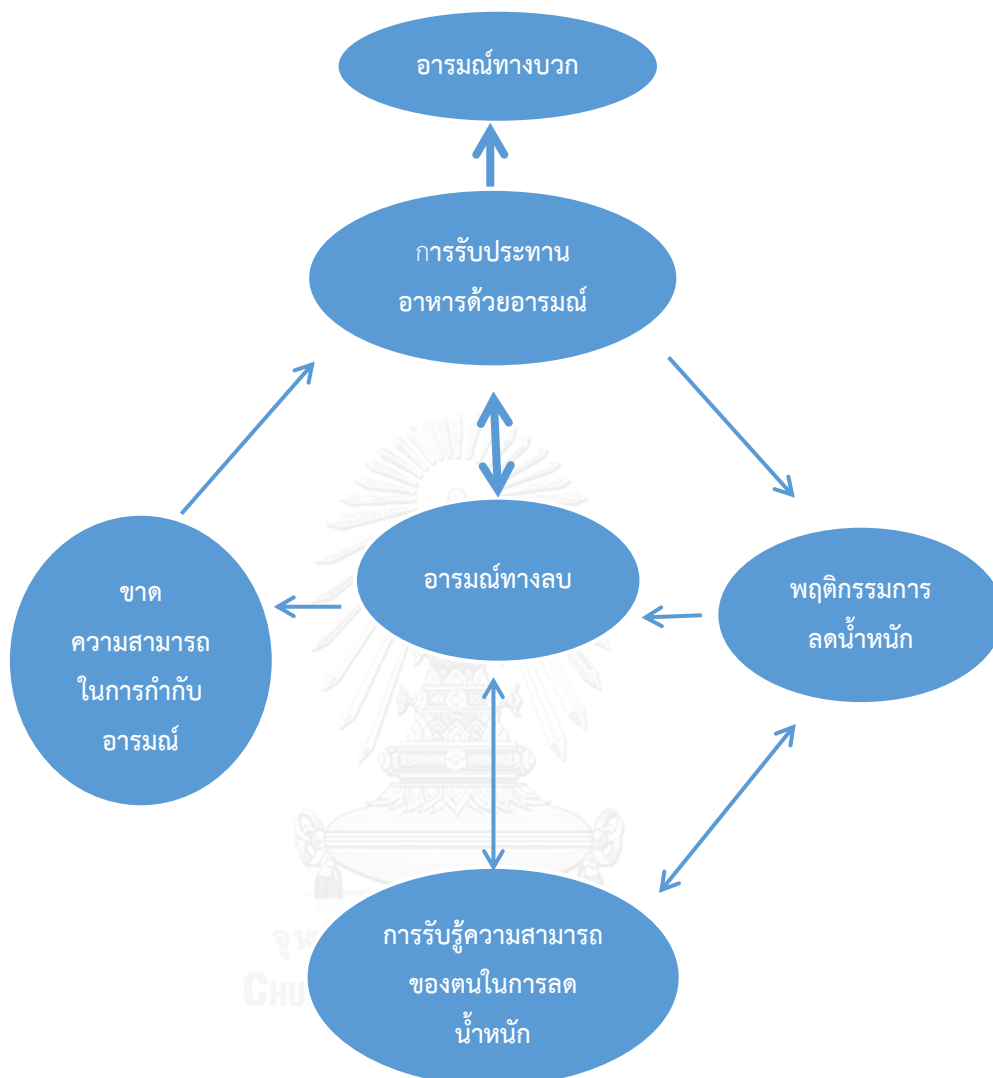 อารมณ์ทางบวก
การรับประทาน
อาหารด้วยอารมณ์
อารมณ์ทางลบ
พฤติกรรมการ
ลดน้ำหนัก
ขาด
ความสามารถ
ในการกำกับ
อารมณ์
การรับรู้ความสามารถ
ของตนในการลด
น้ำหนัก